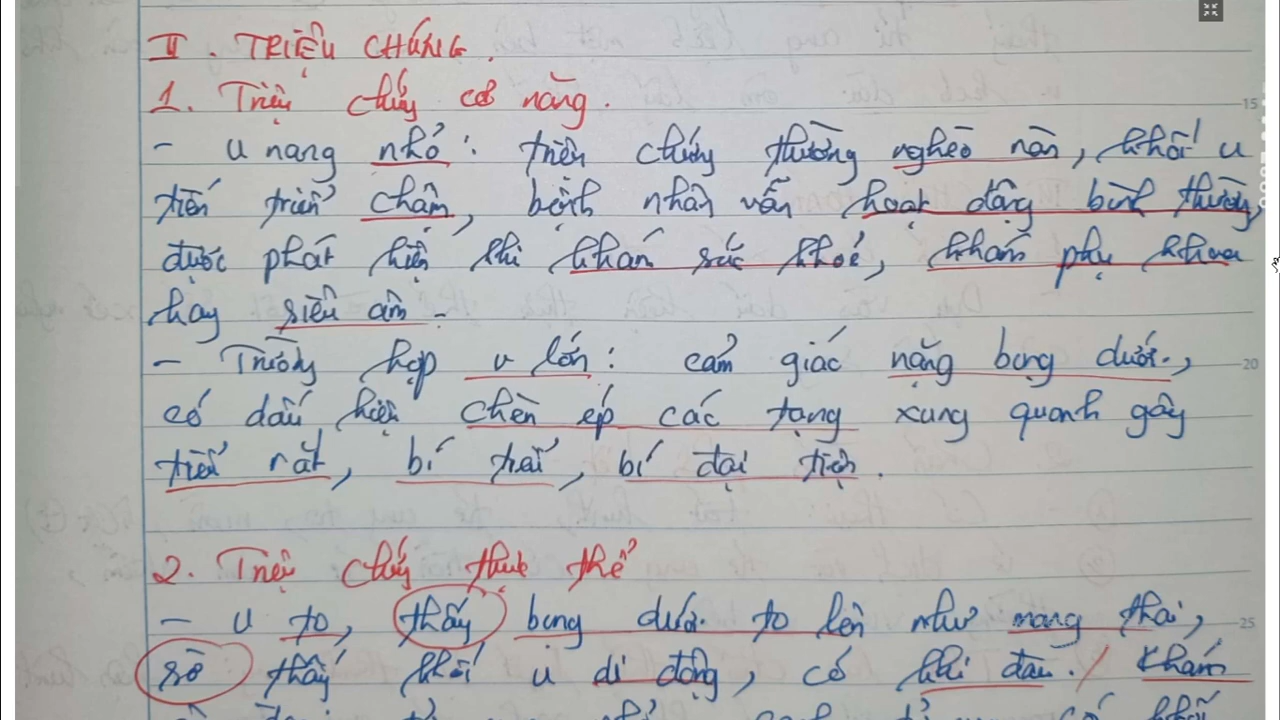 II. TRIỆU CHỨNG.
1. Triệu chứng cơ năng.
- U nang nhỏ: triệu chứng thường nghèo nàn, khối u
tiến triển chậm, bệnh nhân vẫn hoạt động bình thường,
được phát hiện khi khám sức khoẻ, khám phụ khoa
hay siêu âm.
- Trường hợp u lớn: cảm giác nặng bụng dưới,
có dấu hiệu chèn ép các tạng xung quanh gây
tiểu rắt, bí trải, bí đại tiện.
2. Triệu chứng thực thể
- U to, thấy bụng dưới to lên như mang thai,
sờ thấy khối u di động, có khi đau. / Khám
15
20
25